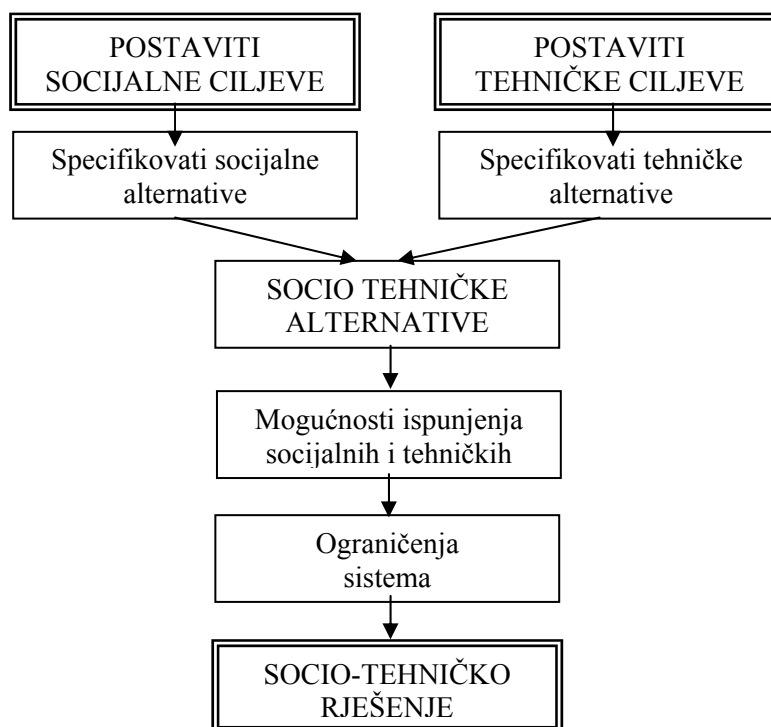 POSTAVITI
SOCIJALNE CILJEVE
POSTAVITI
TEHNIČKE CILJEVE
Specifikovati socijalne
alternative
Specifikovati tehničke
alternative
SOCIO TEHNIČKE
ALTERNATIVE
Mogućnosti ispunjenja
socijalnih i tehničkih
Ograničenja
sistema
SOCIO-TEHNIČKO
RJEŠENJE